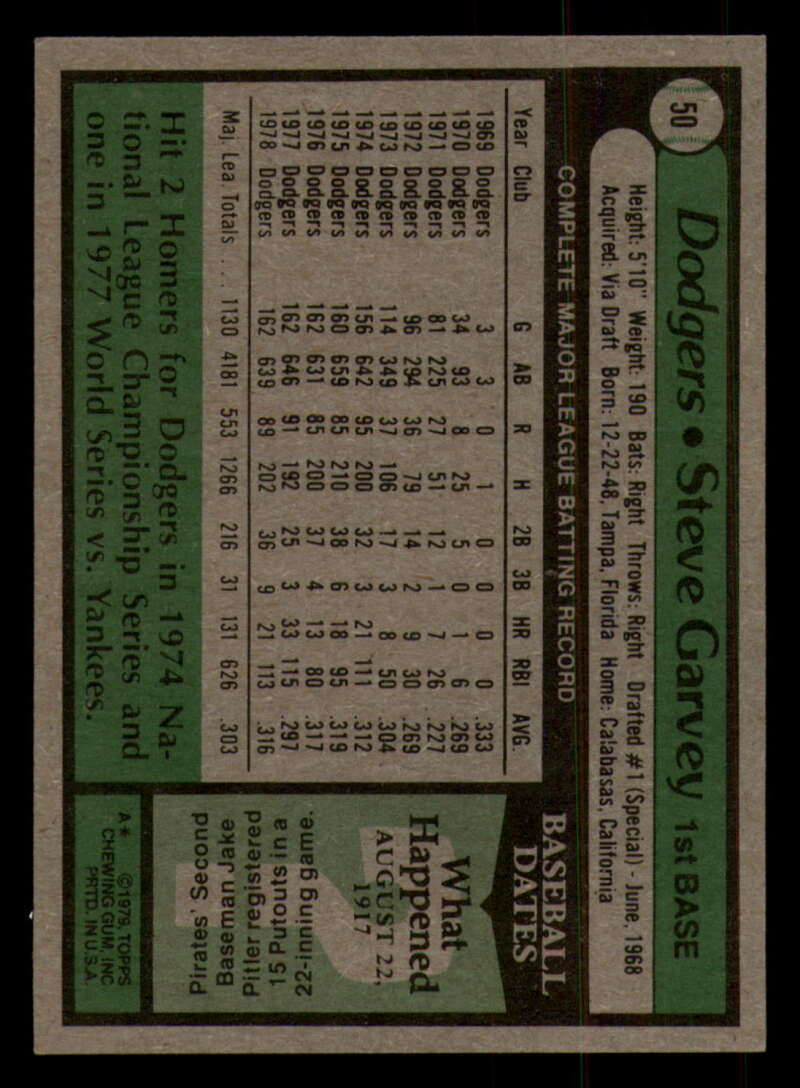 50
Dodgers • Steve Garvey 1st BASE
Height: 5'10" Weight: 190 Bats: Right Throws: Right Drafted #1 (Special) - June, 1968
Acquired: Via Draft Born: 12-22-48, Tampa, Florida Home: Calabasas, California
COMPLETE MAJOR LEAGUE BATTING RECORD
Year Club G AB R H 2B 3B HR RBI AVG.
1969 Dodgers 3 3 0 1 0 0 0 0 .333
1970 Dodgers 34 93 8 25 5 0 1 6 .269
1971 Dodgers 81 225 27 51 12 1 7 26 .227
1972 Dodgers 96 294 36 79 14 2 9 30 .269
1973 Dodgers 114 349 37 106 17 3 8 50 .304
1974 Dodgers 156 642 95 200 32 3 21 111 .312
1975 Dodgers 160 659 85 210 38 6 18 95 .319
1976 Dodgers 162 631 85 200 37 4 13 80 .317
1977 Dodgers 162 646 91 192 25 3 33 115 .297
1978 Dodgers 162 639 89 202 36 9 21 113 .316
Maj. Lea. Totals ... 1130 4181 553 1266 216 31 131 626 .303
Hit 2 Homers for Dodgers in 1974 Na-
tional League Championship Series and
one in 1977 World Series vs. Yankees.
BASEBALL
DATES
What
Happened
AUGUST 22,
1917
Pirates' Second
Baseman Jake
Pitler registered
15 Putouts in a
22-inning game.
A* ©1979, TOPPS
CHEWING GUM, INC
PRTD. IN U.S.A.